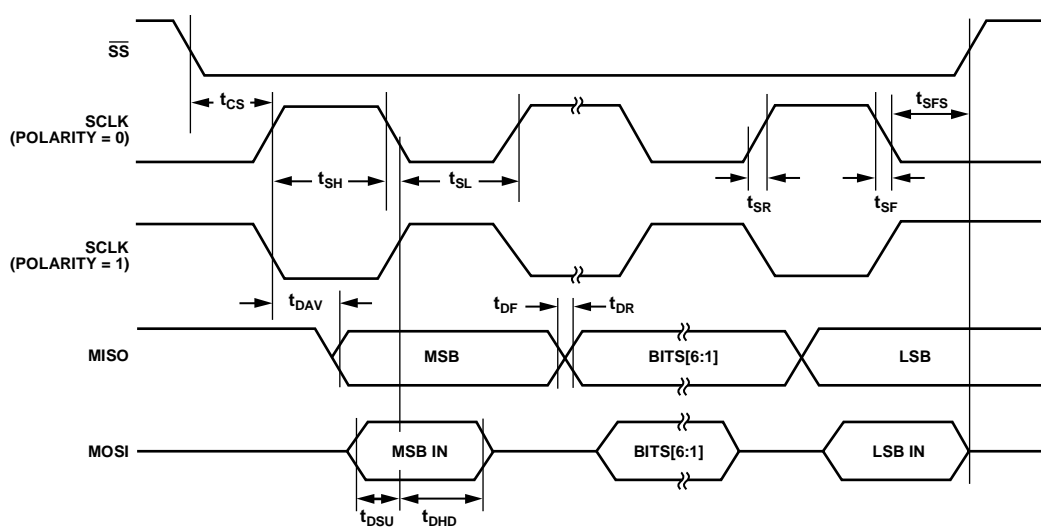 SS
tCS
SCLK
(POLARITY = 0)
tSFS
tSH
tSL
tSR
tSF
SCLK
(POLARITY = 1)
tDAV
tDF
tDR
MISO
MSB
BITS[6:1]
LSB
MOSI
MSB IN
BITS[6:1]
LSB IN
tDSU
tDHD